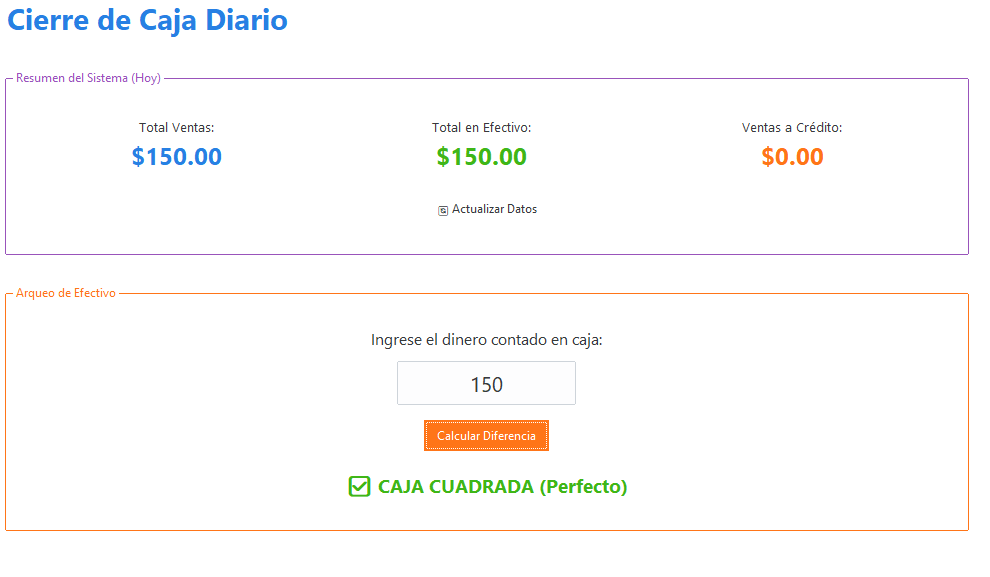 Cierre de Caja Diario
Resumen del Sistema (Hoy)
Total Ventas: Total en Efectivo: Ventas a Crédito:
$150.00 $150.00 $0.00
Actualizar Datos
Arqueo de Efectivo
Ingrese el dinero contado en caja:
150
Calcular Diferencia
CAJA CUADRADA (Perfecto)